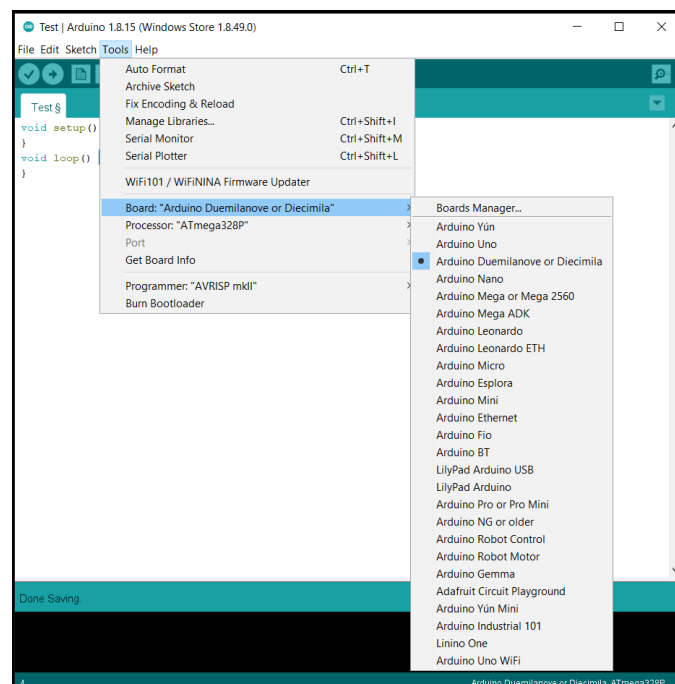 Test | Arduino 1.8.15 (Windows Store 1.8.49.0)
File Edit Sketch Tools Help
Auto Format Ctrl+T
Archive Sketch
Fix Encoding & Reload
Manage Libraries... Ctrl+Shift+I
Serial Monitor Ctrl+Shift+M
Serial Plotter Ctrl+Shift+L
WiFi101 / WiFiNINA Firmware Updater
Board: "Arduino Duemilanove or Diecimila"
Processor: "ATmega328P"
Port
Get Board Info
Programmer: "AVRISP mkII"
Burn Bootloader
Test §
void setup()
}
void loop()
}
Boards Manager...
Arduino Yún
Arduino Uno
Arduino Duemilanove or Diecimila
Arduino Nano
Arduino Mega or Mega 2560
Arduino Mega ADK
Arduino Leonardo
Arduino Leonardo ETH
Arduino Micro
Arduino Esplora
Arduino Mini
Arduino Ethernet
Arduino Fio
Arduino BT
LilyPad Arduino USB
LilyPad Arduino
Arduino Pro or Pro Mini
Arduino NG or older
Arduino Robot Control
Arduino Robot Motor
Arduino Gemma
Adafruit Circuit Playground
Arduino Yún Mini
Arduino Industrial 101
Linino One
Arduino Uno WiFi
Done Saving.
4 Arduino Duemilanove or Diecimila, ATmega328P